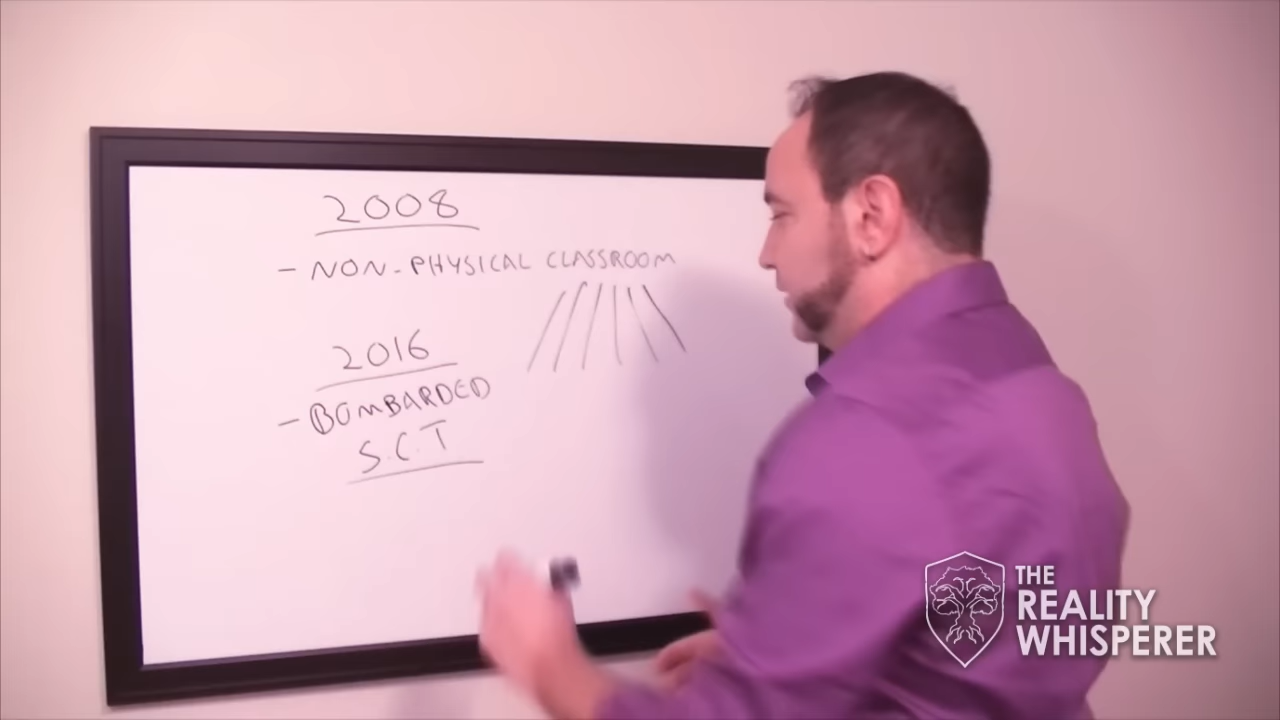 2008
- NON-PHYSICAL CLASSROOM
2016
- BOMBARDED
S.C.T
THE
REALITY
WHISPERER